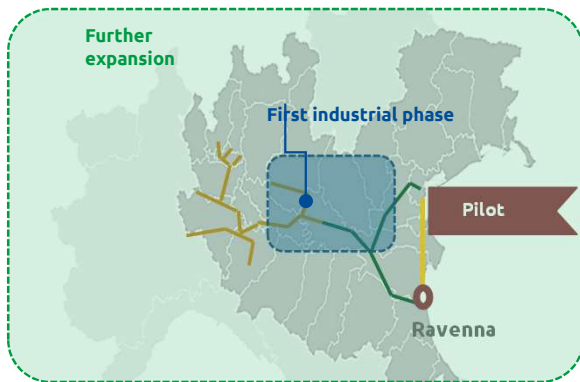 Further
expansion
First industrial phase
Pilot
Ravenna